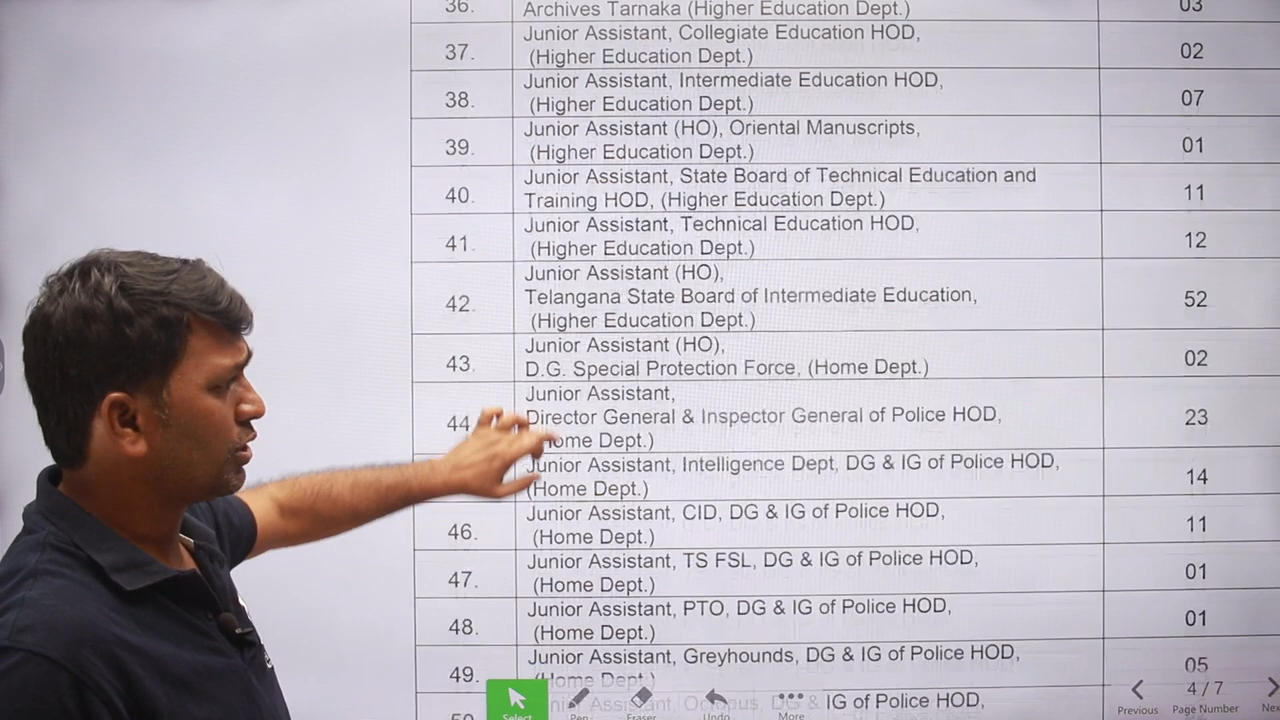 36.
Archives Tarnaka (Higher Education Dept.)
03
37.
Junior Assistant, Collegiate Education HOD,
(Higher Education Dept.)
02
38.
Junior Assistant, Intermediate Education HOD,
(Higher Education Dept.)
07
39.
Junior Assistant (HO), Oriental Manuscripts,
(Higher Education Dept.)
01
40.
Junior Assistant, State Board of Technical Education and
Training HOD, (Higher Education Dept.)
11
41.
Junior Assistant, Technical Education HOD,
(Higher Education Dept.)
12
42.
Junior Assistant (HO),
Telangana State Board of Intermediate Education,
(Higher Education Dept.)
52
43.
Junior Assistant (HO),
D.G. Special Protection Force, (Home Dept.)
02
44
Junior Assistant,
Director General & Inspector General of Police HOD,
Dept.)
23
Junior Assistant, Intelligence Dept, DG & IG of Police HOD,
(Home Dept.)
14
46.
Junior Assistant, CID, DG & IG of Police HOD,
(Home Dept.)
11
47.
Junior Assistant, TS FSL, DG & IG of Police HOD,
(Home Dept.)
01
48.
Junior Assistant, PTO, DG & IG of Police HOD,
(Home Dept.)
01
49.
Junior Assistant, Greyhounds, DG & IG of Police HOD,
(Home Dept.)
05
Assistant, Octopus, DG & IG of Police HOD,
Select
Pen
Eraser
Undo
More
Previous
4 / 7
Page Number